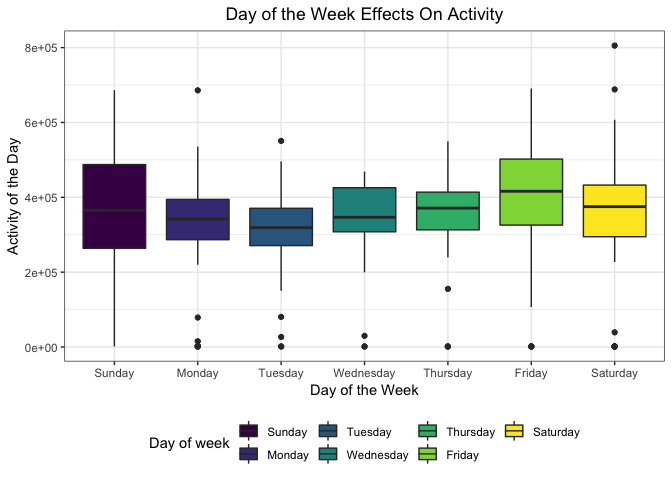 Day of the Week Effects On Activity
8e+05
6e+05
4e+05
2e+05
0e+00
Activity of the Day
Sunday Monday Tuesday Wednesday Thursday Friday Saturday
Day of the Week
Day of week
Sunday Tuesday Thursday Saturday
Monday Wednesday Friday